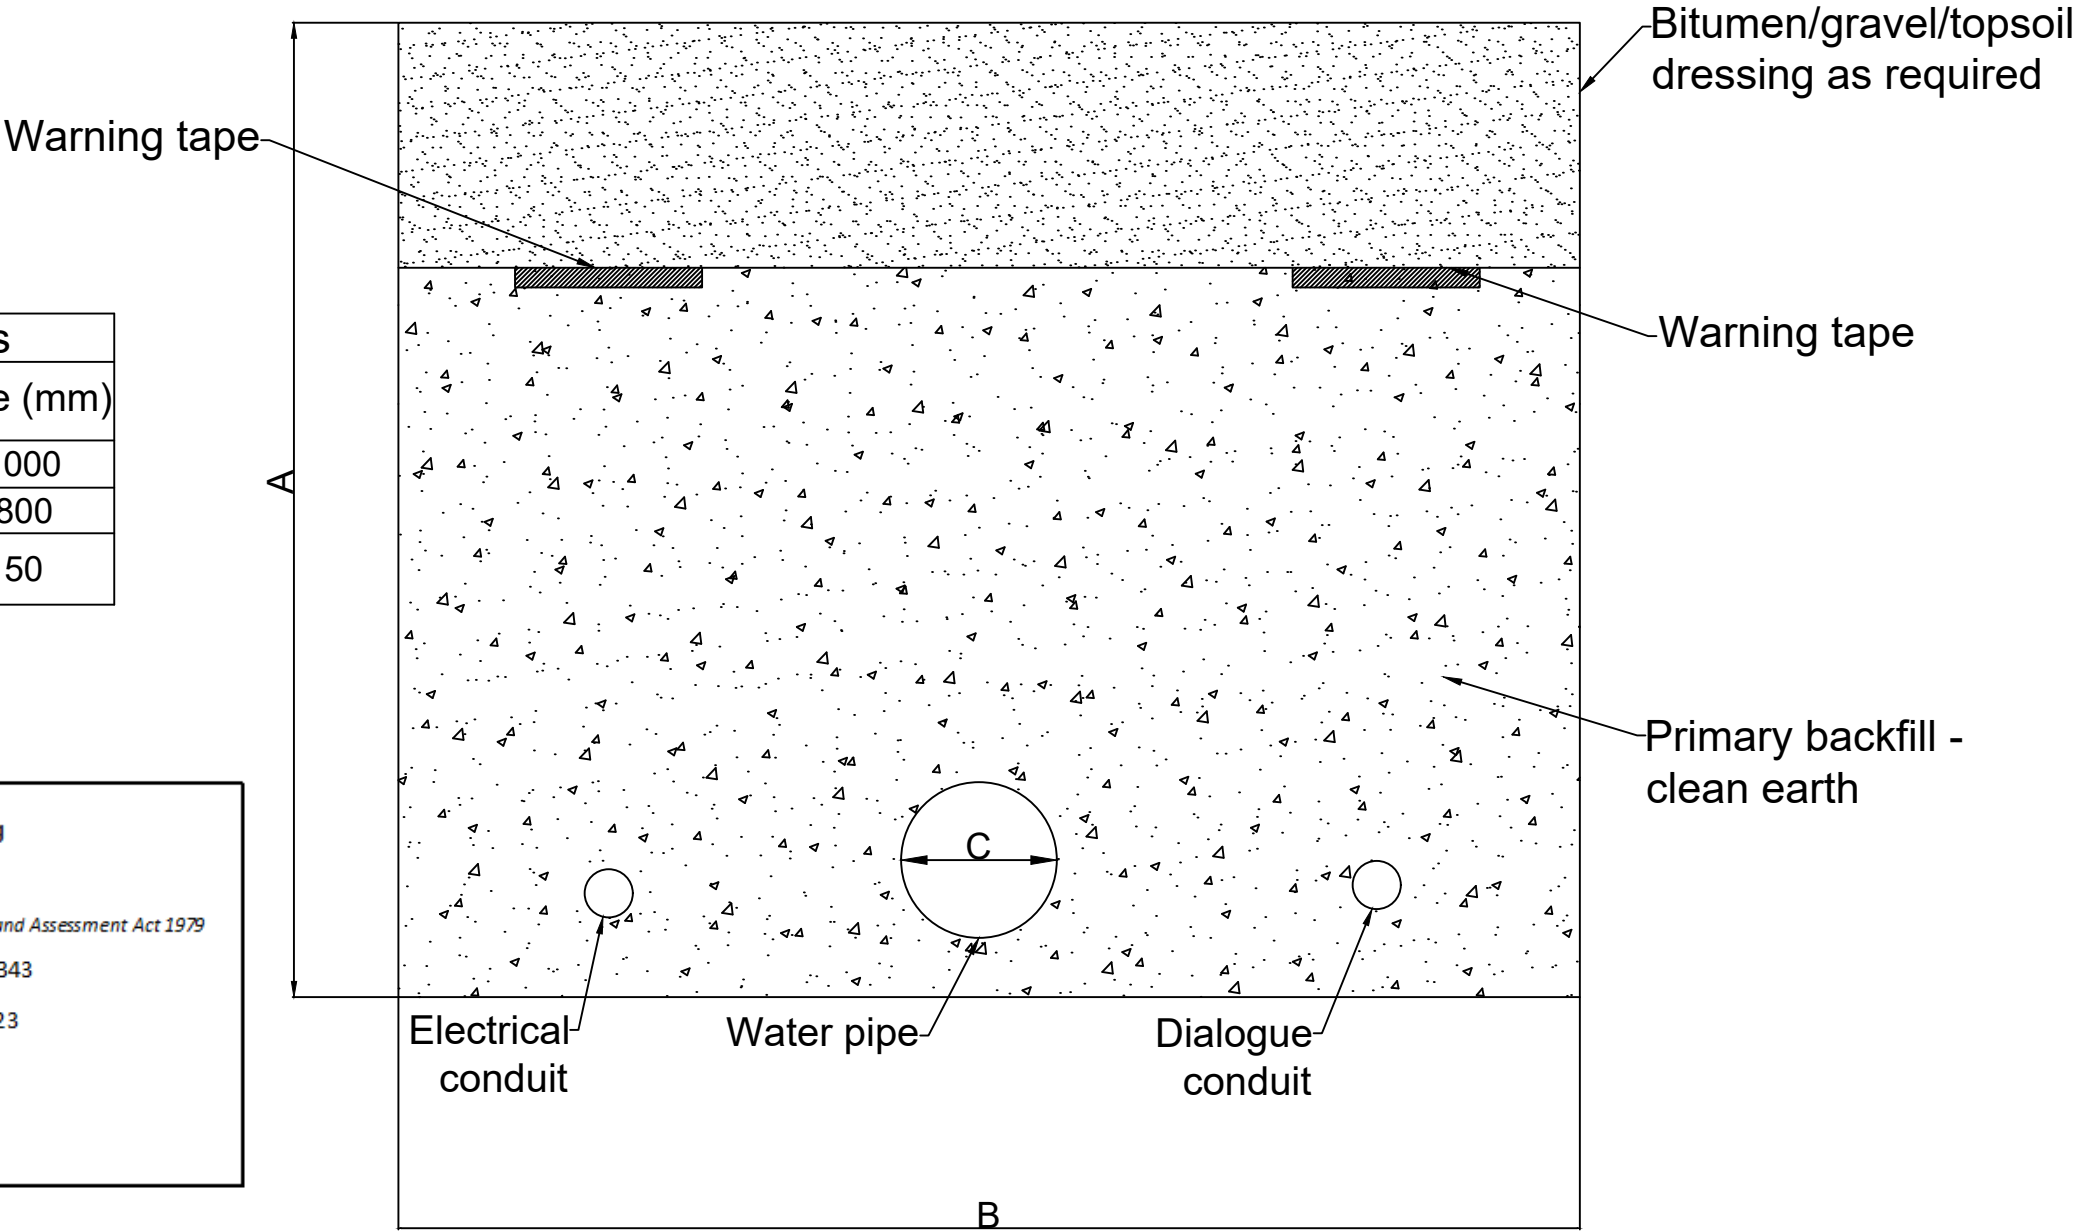 Bitumen/gravel/topsoil
dressing as required
Warning tape
Warning tape
s
e (mm)
000
800
50
A
Primary backfill -
clean earth
C
g
and Assessment Act 1979
343
23
Electrical
conduit
Water pipe
Dialogue
conduit
B